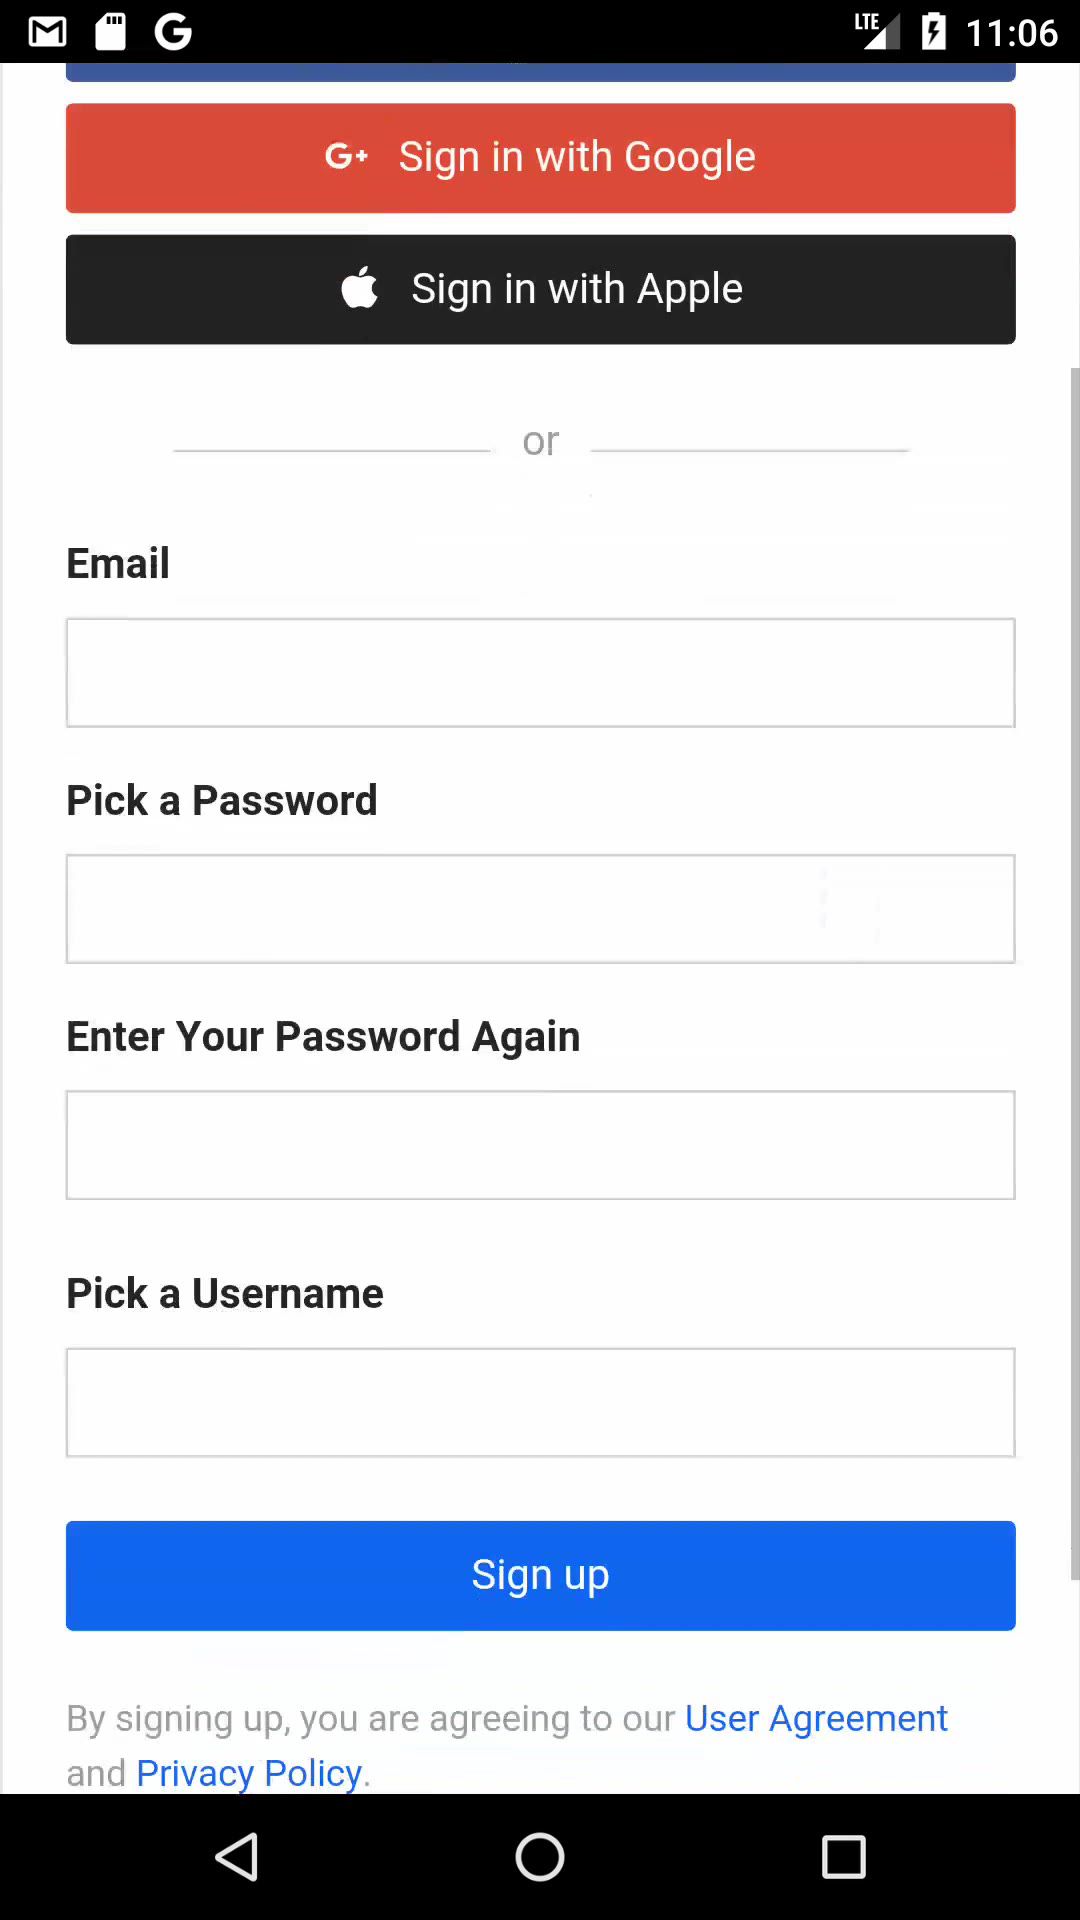 LTE 11:06
G+ Sign in with Google
Sign in with Apple
or
Email
Pick a Password
Enter Your Password Again
Pick a Username
Sign up
By signing up, you are agreeing to our User Agreement
and Privacy Policy.